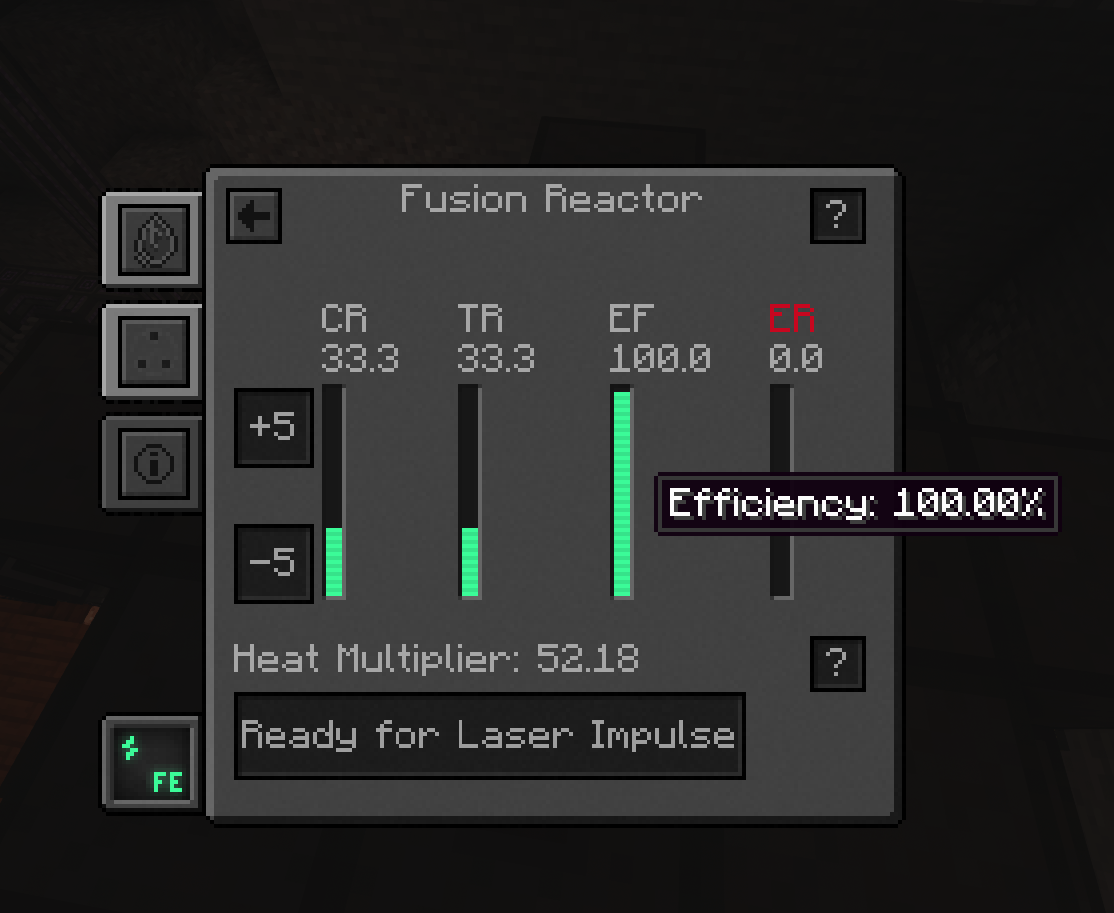 Fusion Reactor
?
CR TR EF ER
33.3 33.3 100.0 0.0
+5
Efficiency: 100.00%
-5
Heat Multiplier: 52.18
?
Ready for Laser Impulse
FE